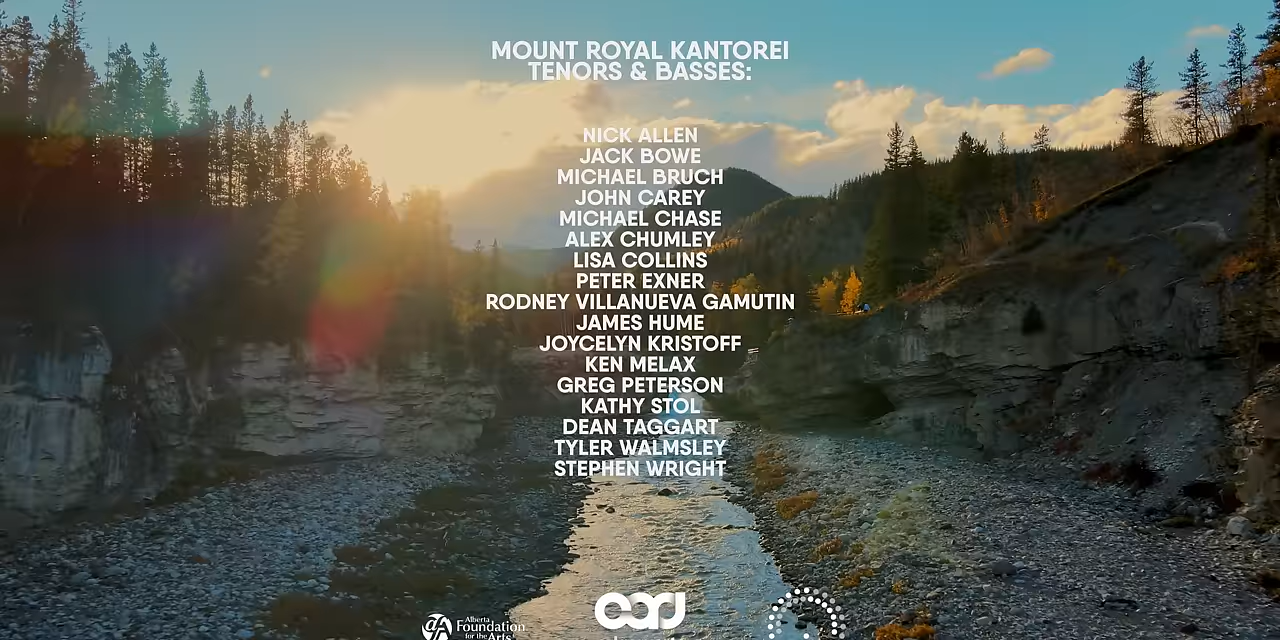 MOUNT ROYAL KANTOREI
TENORS & BASSES:
NICK ALLEN
JACK BOWE
MICHAEL BRUCH
JOHN CAREY
MICHAEL CHASE
ALEX CHUMLEY
LISA COLLINS
PETER EXNER
RODNEY VILLANUEVA GAMUTIN
JAMES HUME
JOYCELYN KRISTOFF
KEN MELAX
GREG PETERSON
KATHY STOL
DEAN TAGGART
TYLER WALMSLEY
STEPHEN WRIGHT
Alberta
Foundation
for the Arts